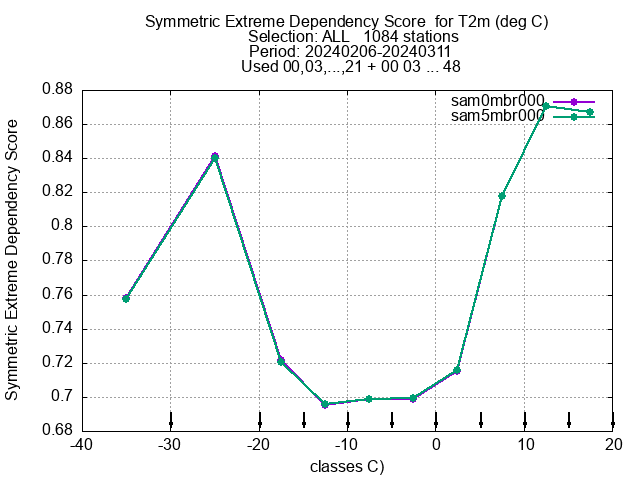 Symmetric Extreme Dependency Score  for T2m (deg C)
Selection: ALL   1084 stations
Period: 20240206-20240311
Used 00,03,...,21 + 00 03 ... 48
sam0mbr000
sam5mbr000
Symmetric Extreme Dependency Score
0.88
0.86
0.84
0.82
0.8
0.78
0.76
0.74
0.72
0.7
0.68
-40 -30 -20 -10 0 10 20
classes C)